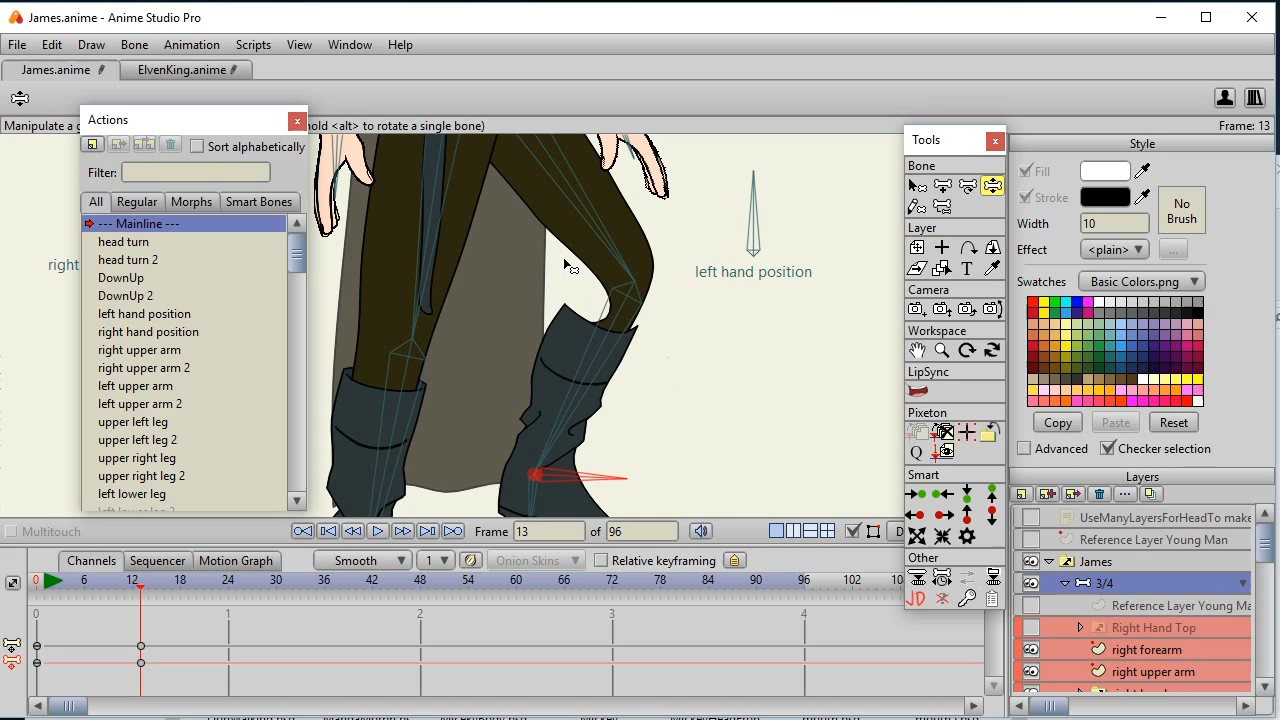 James.anime - Anime Studio Pro
File Edit Draw Bone Animation Scripts View Window Help
James.anime ElvenKing.anime
Manipulate a hold <alt> to rotate a single bone) Frame: 13
Actions
Sort alphabetically
Filter:
All Regular Morphs Smart Bones
--- Mainline ---
head turn
head turn 2
DownUp
DownUp 2
left hand position
right hand position
right upper arm
right upper arm 2
left upper arm
left upper arm 2
upper left leg
upper left leg 2
upper right leg
upper right leg 2
left lower leg
right
left hand position
Tools
Bone
Layer
T
Camera
Workspace
LipSync
Pixeton
Q
Smart
Other
JD
Style
Fill
Stroke
No
Brush
Width 10
Effect <plain> ...
Swatches Basic Colors.png
Copy Paste Reset
Advanced Checker selection
Layers
UseManyLayersForHeadTo make
Reference Layer Young Man
James
3/4
Reference Layer Young Ma
Right Hand Top
right forearm
right upper arm
Multitouch Frame 13 of 96 D
Channels Sequencer Motion Graph Smooth 1 Onion Skins Relative keyframing
0 6 12 18 24 30 36 42 48 54 60 66 72 78 84 90 96 102 108
0 1 2 3 4